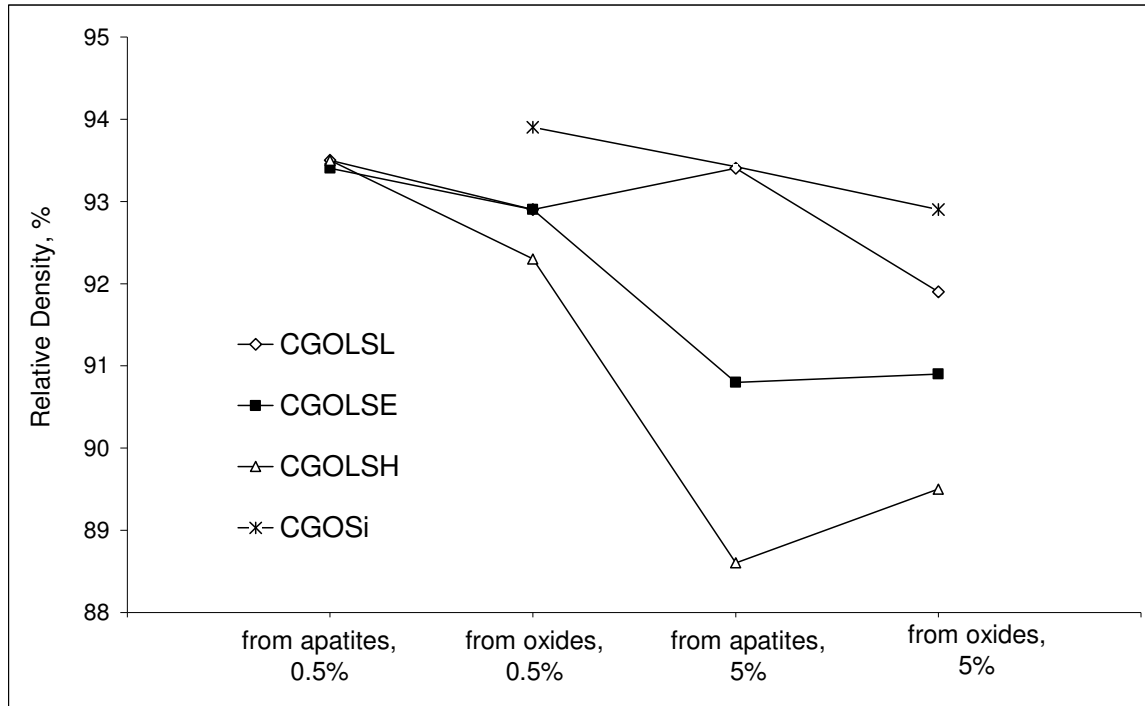 95
94
93
92
91
90
89
88
Relative Density, %
CGOLSL
CGOLSE
CGOLSH
CGOSi
from apatites,
0.5%
from oxides,
0.5%
from apatites,
5%
from oxides,
5%